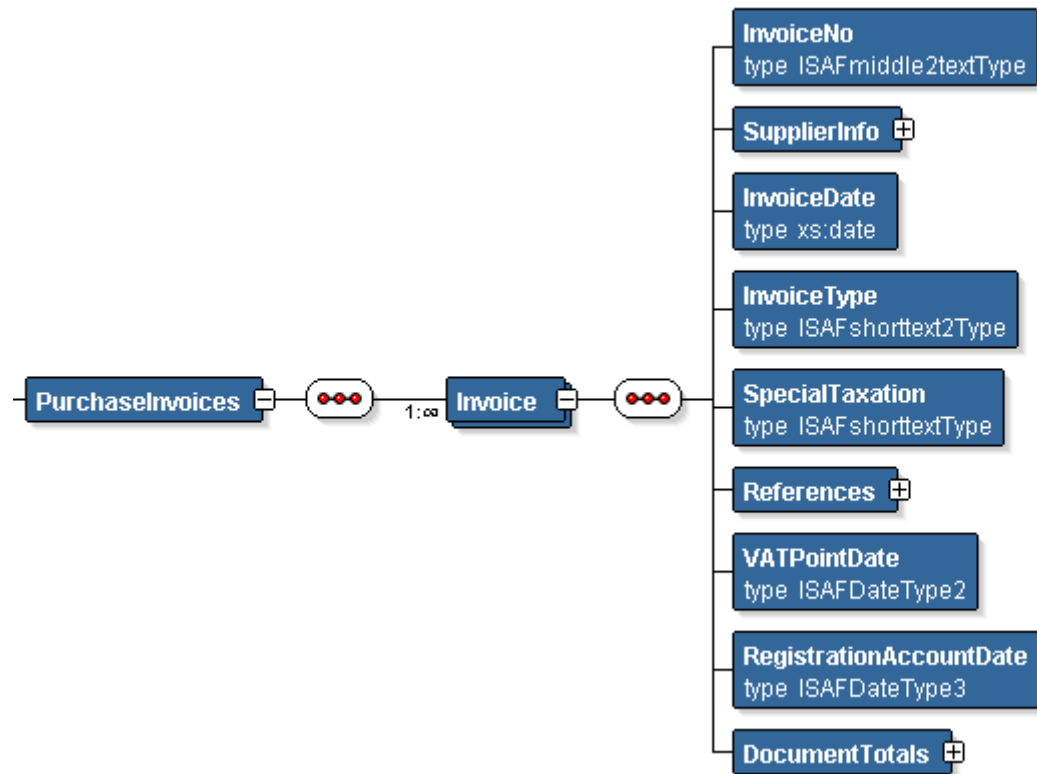 InvoiceNo
type ISAFmiddle2textType
SupplierInfo
InvoiceDate
type xs:date
InvoiceType
type ISAFshorttext2Type
PurchaseInvoices
1:∞
Invoice
SpecialTaxation
type ISAFshorttextType
References
VATPointDate
type ISAFDateType2
RegistrationAccountDate
type ISAFDateType3
DocumentTotals